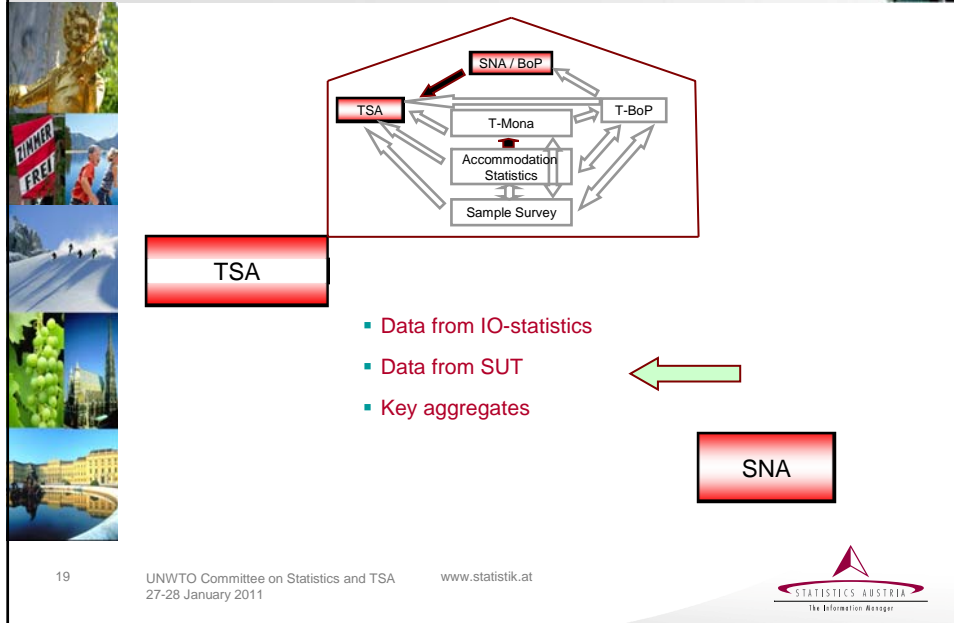 SNA / BoP
TSA
T-BoP
T-Mona
Accommodation
Statistics
Sample Survey
ZIMMER
FREI
TSA
▪ Data from IO-statistics
▪ Data from SUT
▪ Key aggregates
SNA
19
UNWTO Committee on Statistics and TSA
27-28 January 2011
www.statistik.at
STATISTICS AUSTRIA
The Information Manager